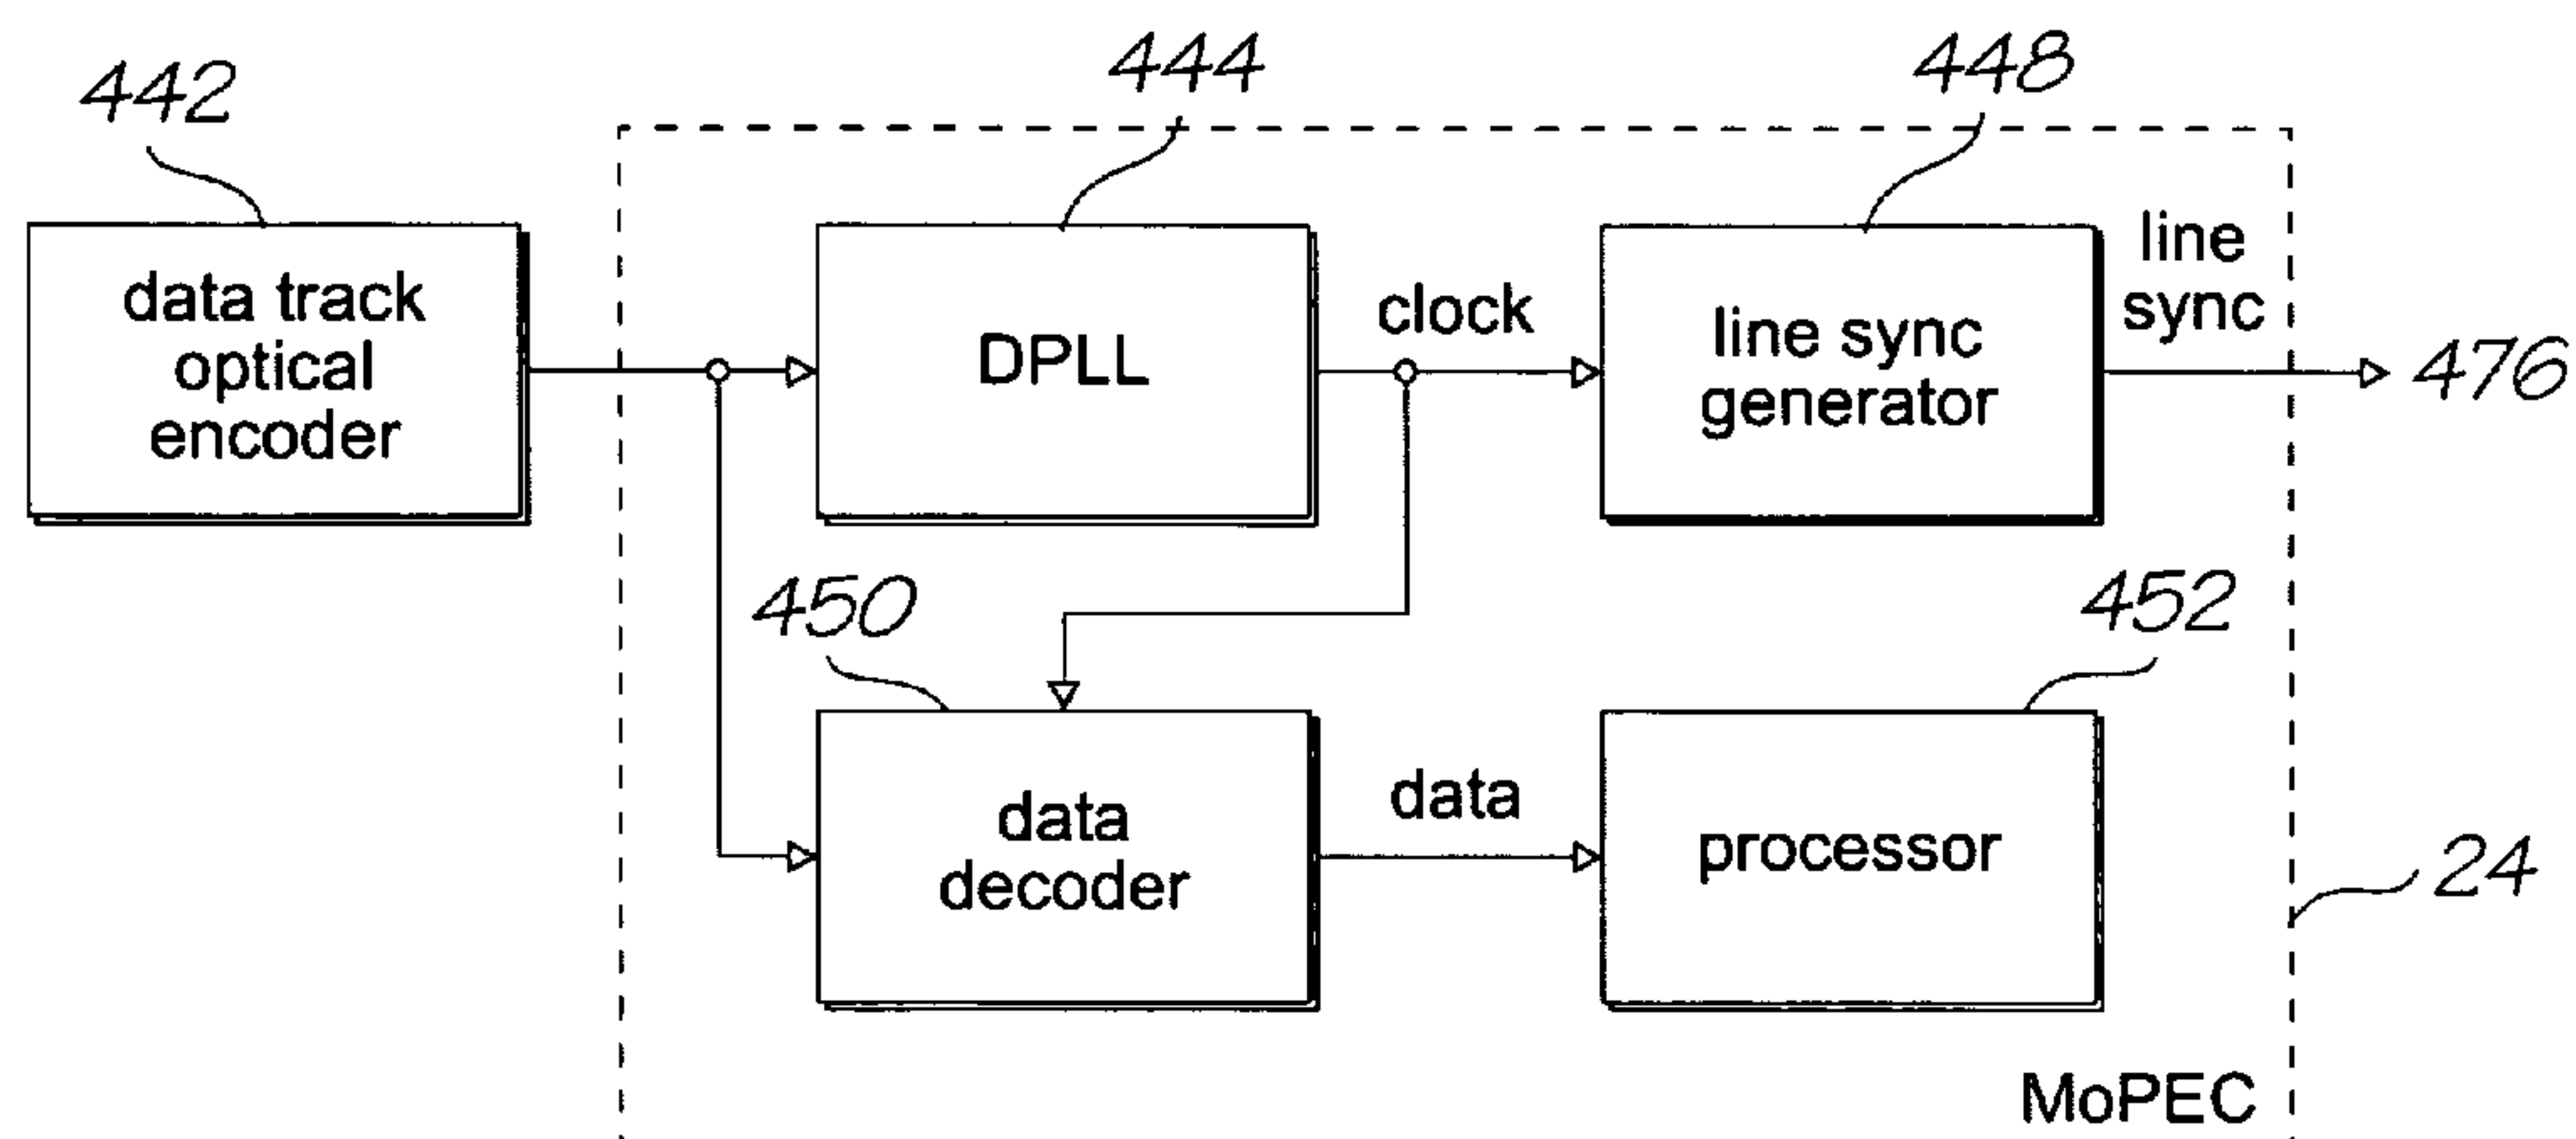 442
444
448
data track
optical
encoder
DPLL
clock
line sync
generator
line
sync
476
450
452
data
decoder
data
processor
24
MoPEC